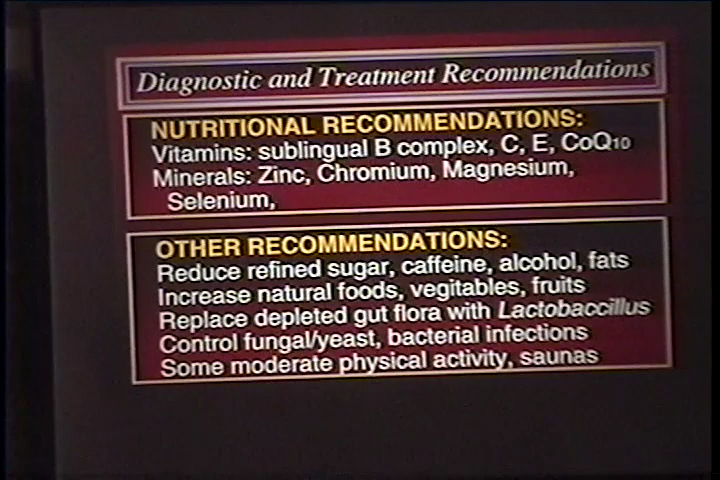 Diagnostic and Treatment Recommendations
NUTRITIONAL RECOMMENDATIONS:
Vitamins: sublingual B complex, C, E, CoQ10
Minerals: Zinc, Chromium, Magnesium,
Selenium,
OTHER RECOMMENDATIONS:
Reduce refined sugar, caffeine, alcohol, fats
Increase natural foods, vegitables, fruits
Replace depleted gut flora with Lactobaccillus
Control fungal/yeast, bacterial infections
Some moderate physical activity, saunas